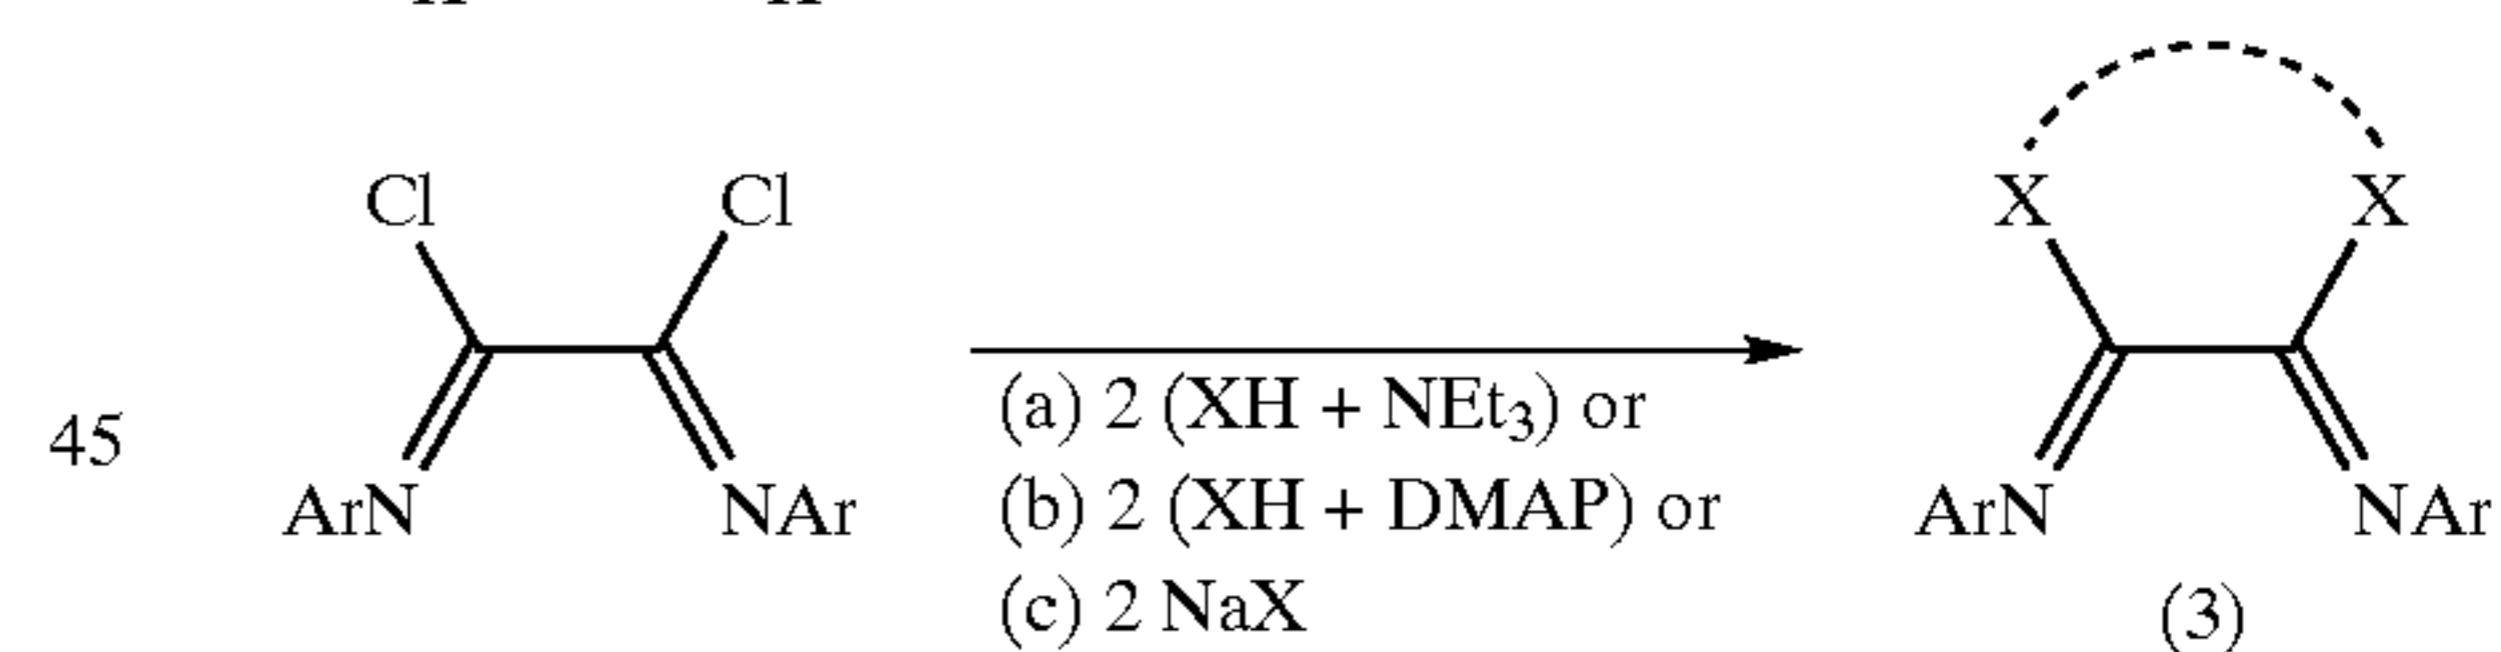 Cl Cl X X
(a) 2 (XH + NEt₃) or
45
ArN NAr (b) 2 (XH + DMAP) or ArN NAr
(c) 2 NaX (3)